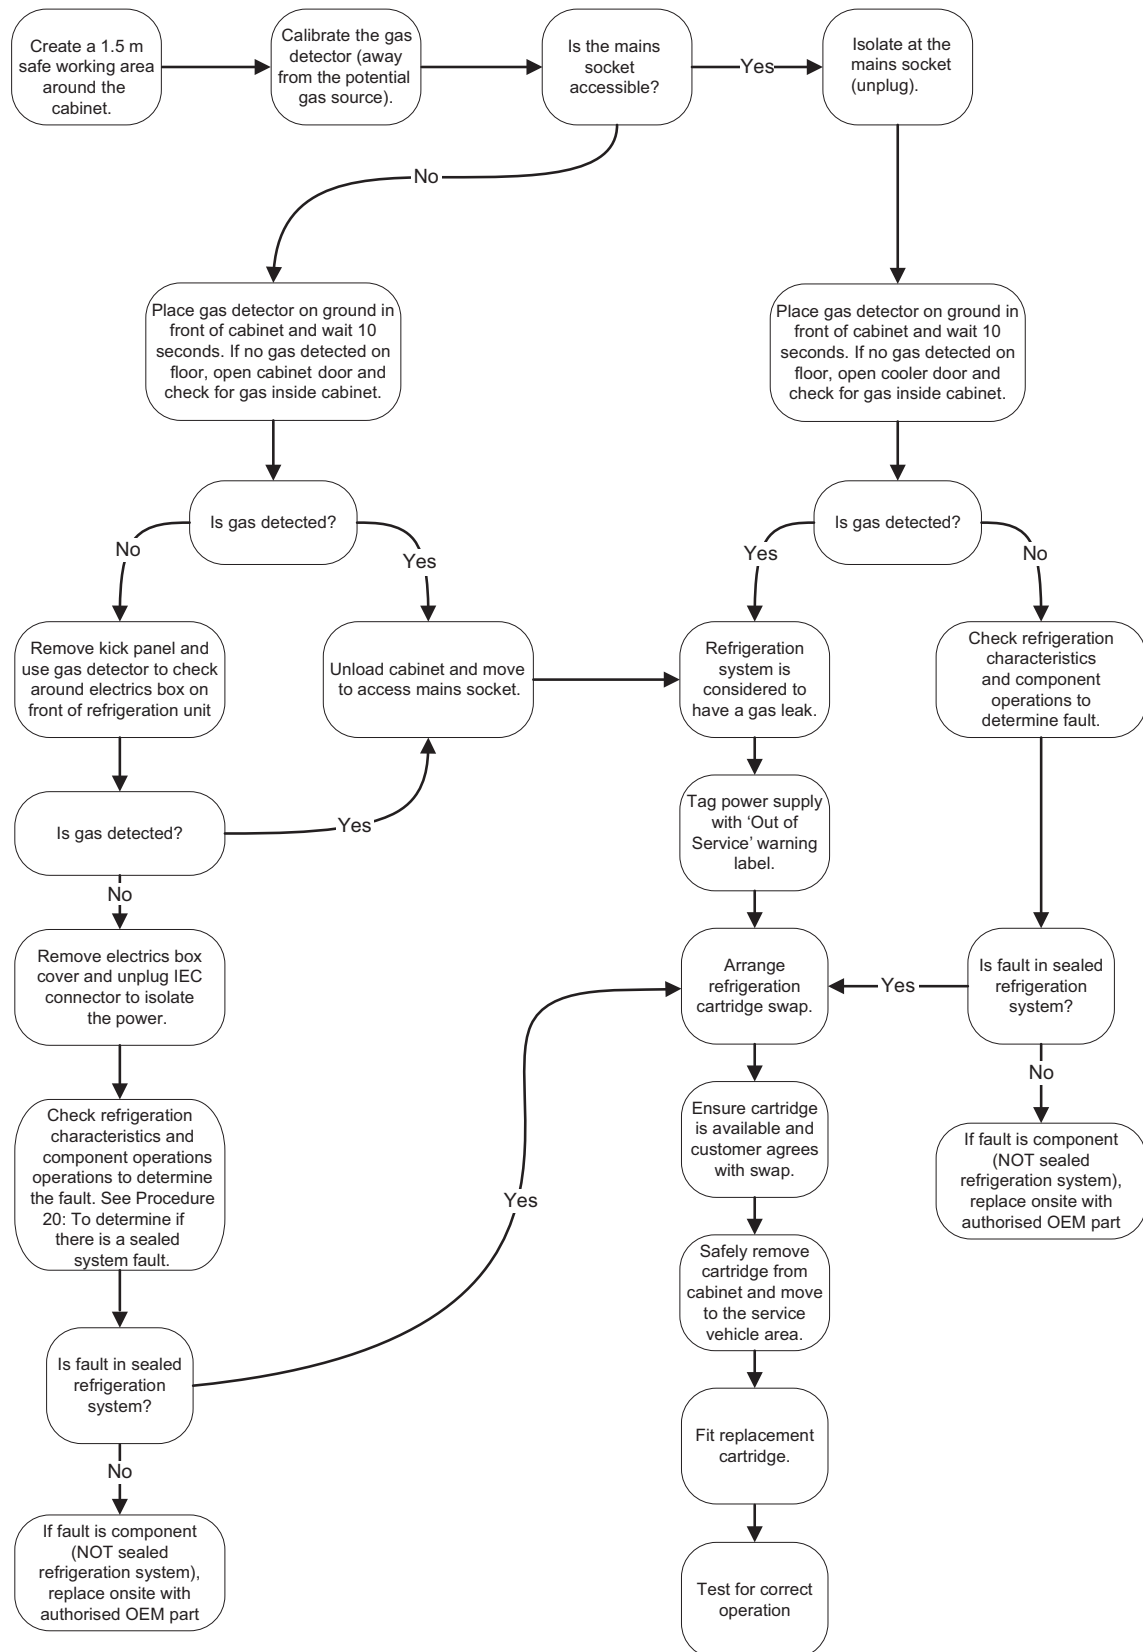 Create a 1.5 m
safe working area
around the
cabinet.
Calibrate the gas
detector (away
from the potential
gas source).
Is the mains
socket
accessible?
Yes
Isolate at the
mains socket
(unplug).
No
Place gas detector on ground in
front of cabinet and wait 10
seconds. If no gas detected on
floor, open cabinet door and
check for gas inside cabinet.
Place gas detector on ground in
front of cabinet and wait 10
seconds. If no gas detected on
floor, open cooler door and
check for gas inside cabinet.
Is gas detected?
Is gas detected?
No
Yes
Yes
No
Remove kick panel and
use gas detector to check
around electrics box on
front of refrigeration unit
Unload cabinet and move
to access mains socket.
Refrigeration
system is
considered to
have a gas leak.
Check refrigeration
characteristics
and component
operations to
determine fault.
Is gas detected?
Yes
Tag power supply
with ‘Out of
Service’ warning
label.
No
Remove electrics box
cover and unplug IEC
connector to isolate
the power.
Arrange
refrigeration
cartridge swap.
Yes
Is fault in sealed
refrigeration
system?
No
Check refrigeration
characteristics and
component operations
operations to determine
the fault. See Procedure
20: To determine if
there is a sealed
system fault.
Ensure cartridge
is available and
customer agrees
with swap.
If fault is component
(NOT sealed
refrigeration system),
replace onsite with
authorised OEM part
Yes
Safely remove
cartridge from
cabinet and move
to the service
vehicle area.
Is fault in sealed
refrigeration
system?
Fit replacement
cartridge.
No
If fault is component
(NOT sealed
refrigeration system),
replace onsite with
authorised OEM part
Test for correct
operation